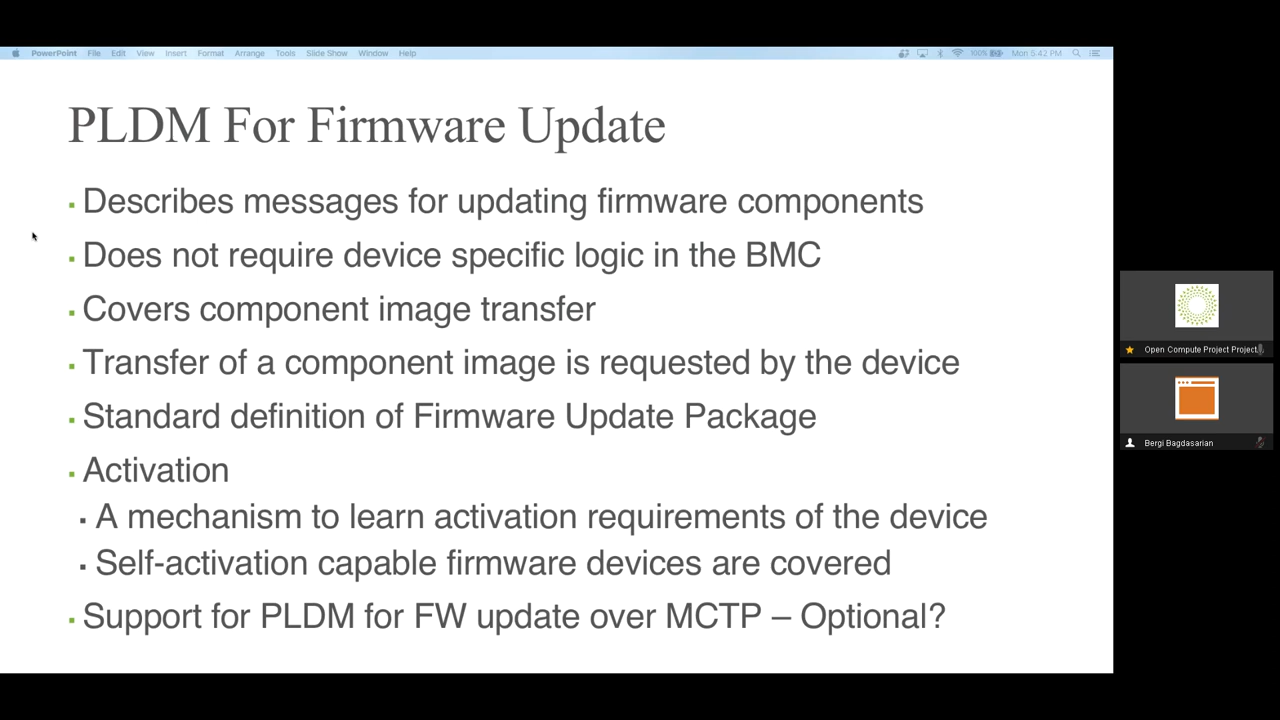 PowerPoint File Edit View Insert Format Arrange Tools Slide Show Window Help 100% Mon 5:42 PM
PLDM For Firmware Update
▪ Describes messages for updating firmware components
▪ Does not require device specific logic in the BMC
▪ Covers component image transfer
▪ Transfer of a component image is requested by the device
▪ Standard definition of Firmware Update Package
▪ Activation
▪ A mechanism to learn activation requirements of the device
▪ Self-activation capable firmware devices are covered
▪ Support for PLDM for FW update over MCTP – Optional?
Open Compute Project Project
Bergi Bagdasarian